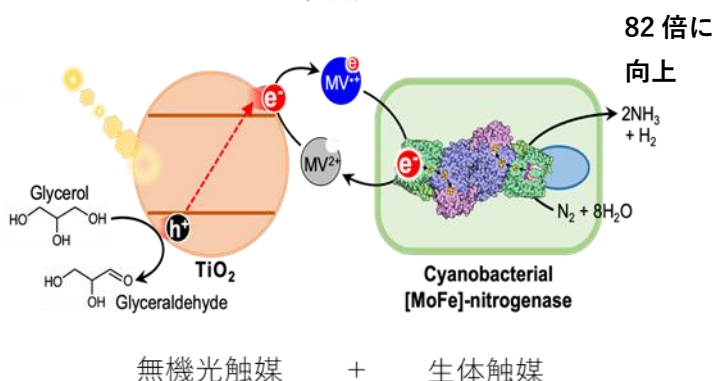 82 倍に
向上
e
MV•+
e-
MV2+
e-
2NH3
+ H2
N2 + 8H2O
Glycerol
HO
OH
OH
h+
TiO2
HO
O
OH
Glyceraldehyde
Cyanobacterial
[MoFe]-nitrogenase
無機光触媒 + 生体触媒